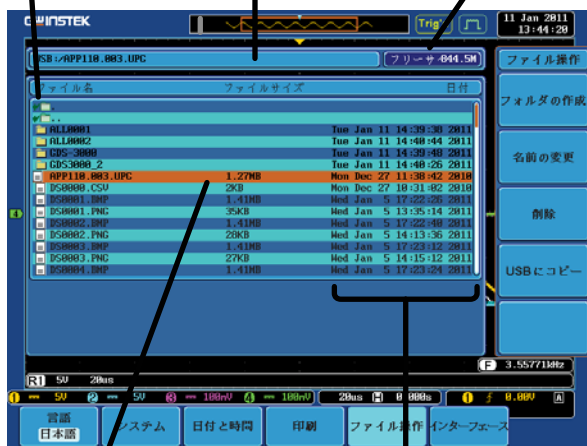 GWINSTEK
Trig'
11 Jan 2011
13:44:20
USB:/APP110.003.UPG
フリーサ 844.5M
ファイル操作
ファイル名 ファイルサイズ 日付
.
..
ALL0001 Tue Jan 11 14:39:30 2011
ALL0002 Tue Jan 11 14:40:44 2011
GDS-3000 Tue Jan 11 14:39:48 2011
GDS3000_2 Tue Jan 11 14:40:26 2011
APP110.003.UPG 1.27MB Mon Dec 27 11:38:42 2010
DS0000.CSV 2KB Mon Dec 27 10:31:02 2010
DS0001.BMP 1.41MB Wed Jan 5 17:22:26 2011
DS0001.PNG 35KB Wed Jan 5 13:35:14 2011
DS0002.BMP 1.41MB Wed Jan 5 17:22:40 2011
DS0002.PNG 20KB Wed Jan 5 14:13:36 2011
DS0003.BMP 1.41MB Wed Jan 5 17:23:12 2011
DS0003.PNG 27KB Wed Jan 5 14:15:12 2011
DS0004.BMP 1.41MB Wed Jan 5 17:23:24 2011
フォルダの作成
名前の変更
削除
USBにコピー
4
F 3.55771kHz
R1 5V 20us
1 5V 2 5V 3 100mV 4 100mV 20us H 0.000s 1 0.00V A
言語
日本語
システム
日付と時間
印刷
ファイル操作
インターフェース